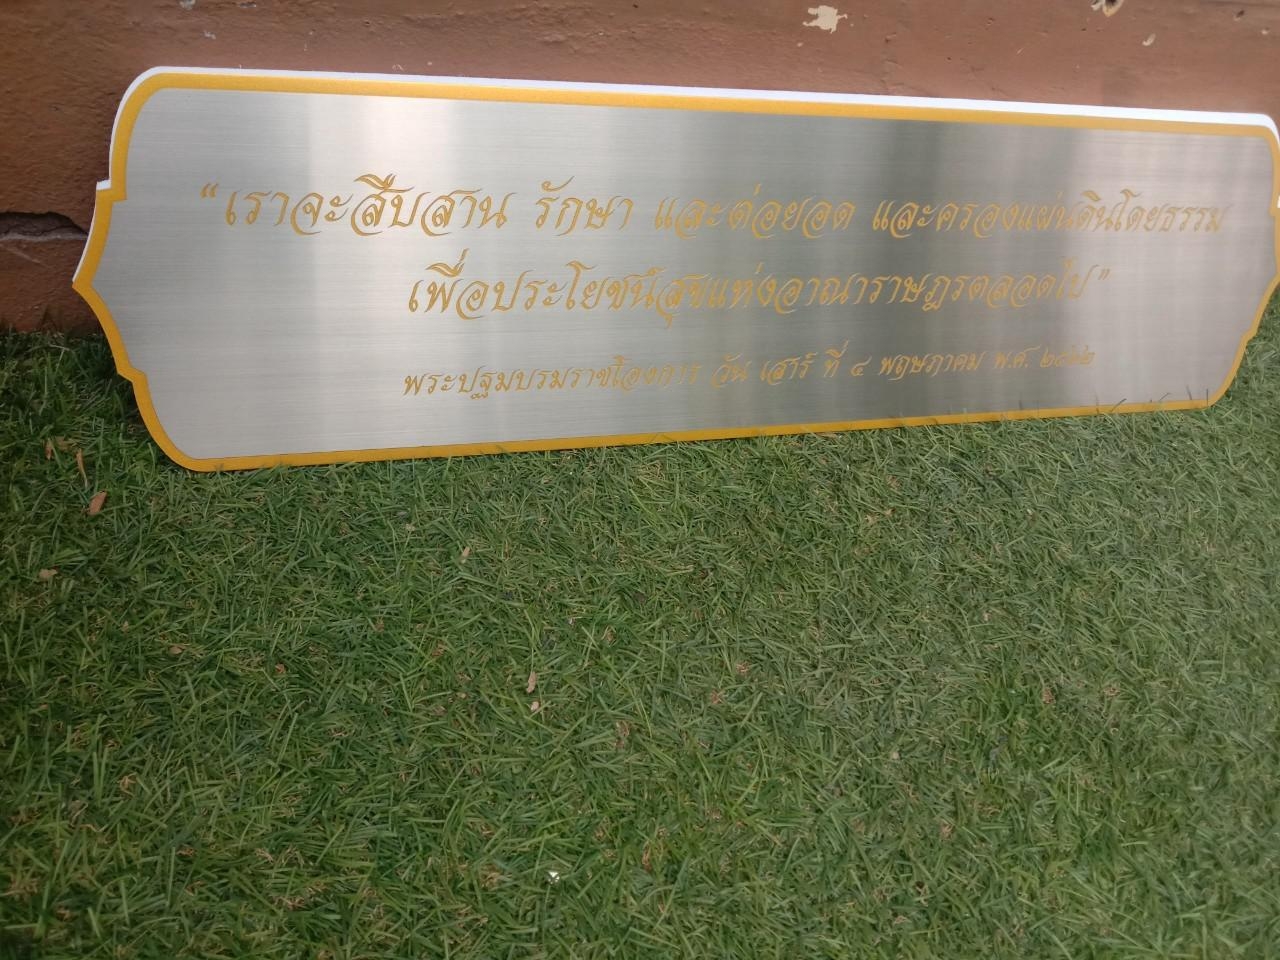 “เราจะสืบสาน รักษา และต่อยอด และครองแผ่นดินโดยธรรม
เพื่อประโยชน์สุขแห่งอาณาราษฎรตลอดไป”
พระปฐมบรมราชโองการ วัน เสาร์ ที่ ๔ พฤษภาคม พ.ศ. ๒๕๖๒